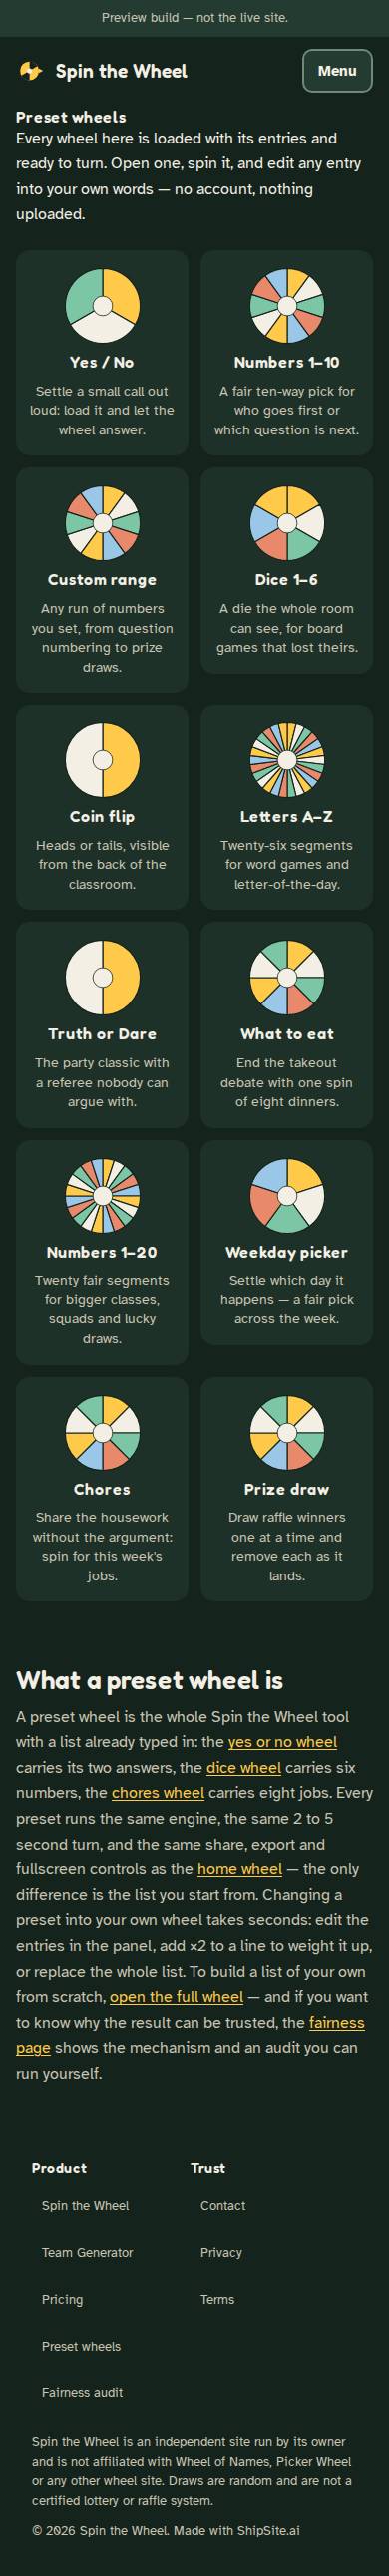 Preview build — not the live site.
Spin the Wheel
Menu
Preset wheels
Every wheel here is loaded with its entries and
ready to turn. Open one, spin it, and edit any entry
into your own words — no account, nothing
uploaded.
Yes / No
Settle a small call out
loud: load it and let the
wheel answer.
Numbers 1–10
A fair ten-way pick for
who goes first or
which question is next.
Custom range
Any run of numbers
you set, from question
numbering to prize
draws.
Dice 1–6
A die the whole room
can see, for board
games that lost theirs.
Coin flip
Heads or tails, visible
from the back of the
classroom.
Letters A–Z
Twenty-six segments
for word games and
letter-of-the-day.
Truth or Dare
The party classic with
a referee nobody can
argue with.
What to eat
End the takeout
debate with one spin
of eight dinners.
Numbers 1–20
Twenty fair segments
for bigger classes,
squads and lucky
draws.
Weekday picker
Settle which day it
happens — a fair pick
across the week.
Chores
Share the housework
without the argument:
spin for this week's
jobs.
Prize draw
Draw raffle winners
one at a time and
remove each as it
lands.
What a preset wheel is
A preset wheel is the whole Spin the Wheel tool
with a list already typed in: the yes or no wheel
carries its two answers, the dice wheel carries six
numbers, the chores wheel carries eight jobs. Every
preset runs the same engine, the same 2 to 5
second turn, and the same share, export and
fullscreen controls as the home wheel — the only
difference is the list you start from. Changing a
preset into your own wheel takes seconds: edit the
entries in the panel, add ×2 to a line to weight it up,
or replace the whole list. To build a list of your own
from scratch, open the full wheel — and if you want
to know why the result can be trusted, the fairness
page shows the mechanism and an audit you can
run yourself.
Product
Spin the Wheel
Team Generator
Pricing
Preset wheels
Fairness audit
Trust
Contact
Privacy
Terms
Spin the Wheel is an independent site run by its owner
and is not affiliated with Wheel of Names, Picker Wheel
or any other wheel site. Draws are random and are not a
certified lottery or raffle system.
© 2026 Spin the Wheel. Made with ShipSite.ai